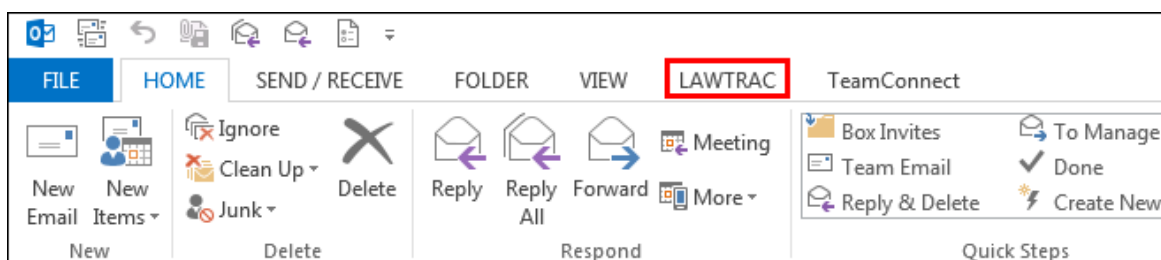 FILE HOME SEND / RECEIVE FOLDER VIEW LAWTRAC TeamConnect
New Email
New Items
Ignore
Clean Up
Junk
Delete
Reply
Reply All
Forward
Meeting
More
Box Invites
Team Email
Reply & Delete
To Manage
Done
Create New
New Delete Respond Quick Steps